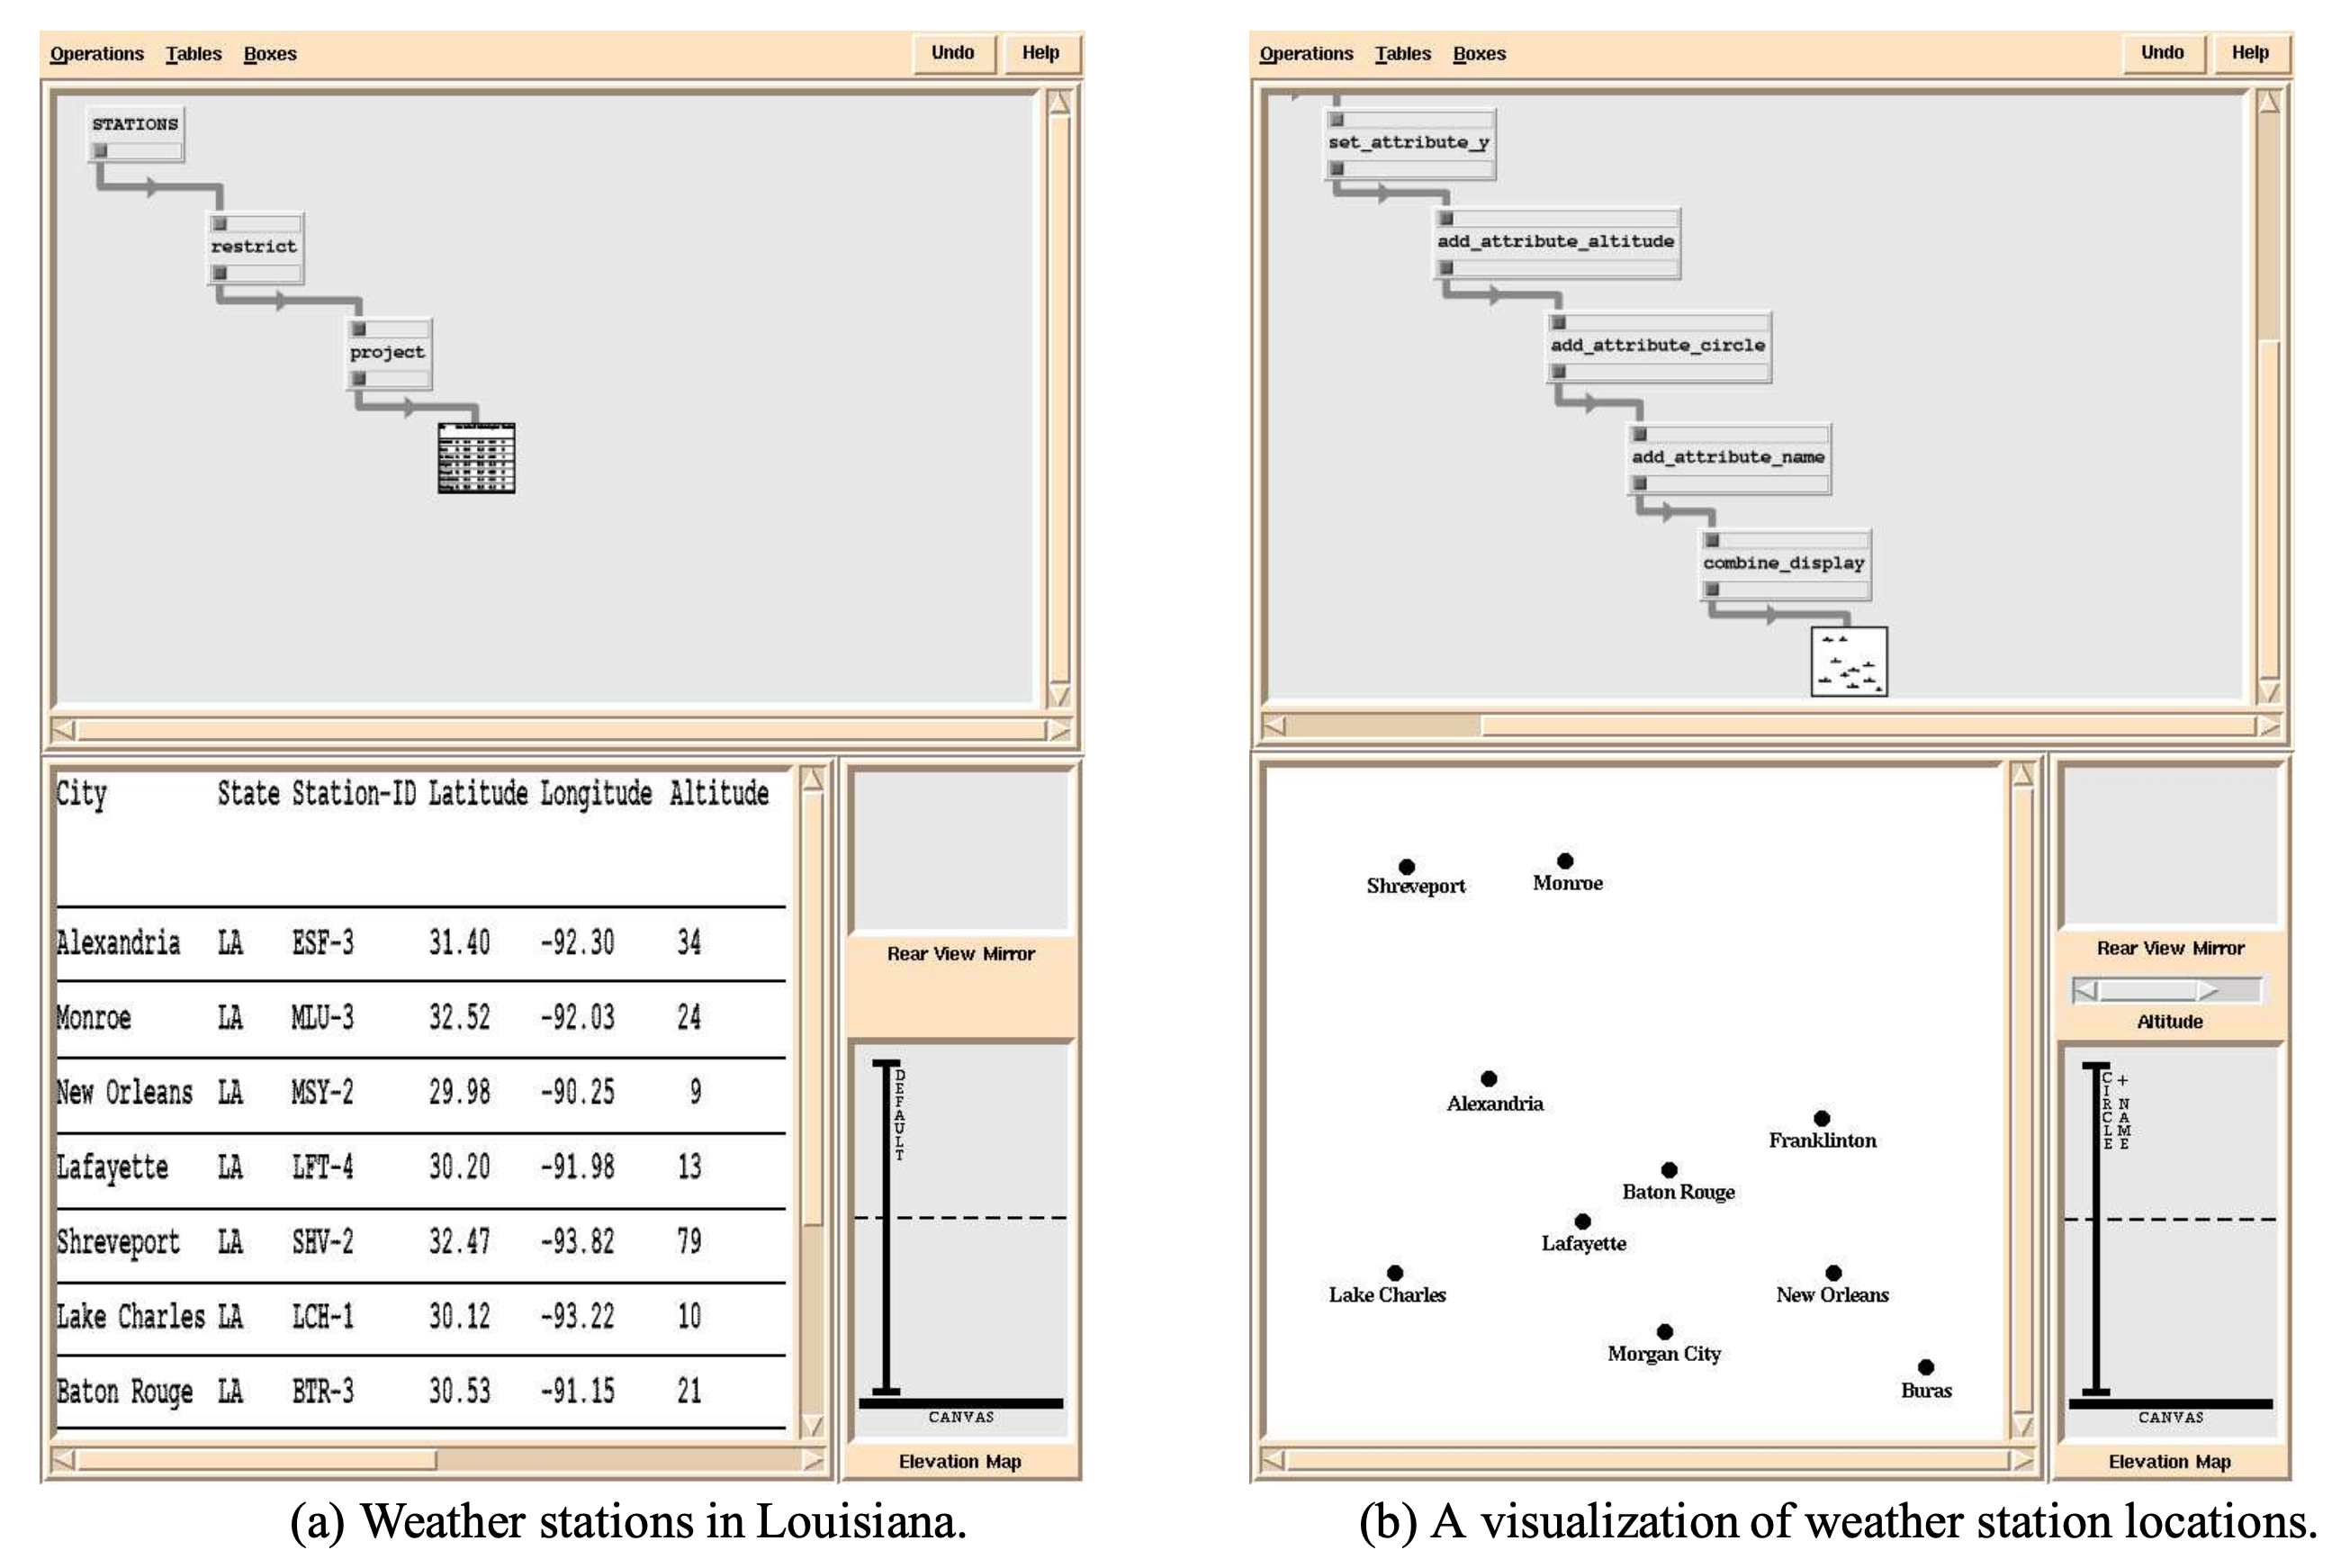 Operations Tables Boxes Undo Help
STATIONS
restrict
project
City State Station-ID Latitude Longitude Altitude
Alexandria LA ESF-3 31.40 -92.30 34
Monroe LA MLU-3 32.52 -92.03 24
New Orleans LA MSY-2 29.98 -90.25 9
Lafayette LA LFT-4 30.20 -91.98 13
Shreveport LA SHV-2 32.47 -93.82 79
Lake Charles LA LCH-1 30.12 -93.22 10
Baton Rouge LA BTR-3 30.53 -91.15 21
Rear View Mirror
DEFAULT
CANVAS
Elevation Map
(a) Weather stations in Louisiana.
Operations Tables Boxes Undo Help
set_attribute_y
add_attribute_altitude
add_attribute_circle
add_attribute_name
combine_display
Shreveport
Monroe
Alexandria
Franklinton
Baton Rouge
Lafayette
Lake Charles
New Orleans
Morgan City
Buras
Rear View Mirror
Altitude
CIRCLE
+ NAME
CANVAS
Elevation Map
(b) A visualization of weather station locations.